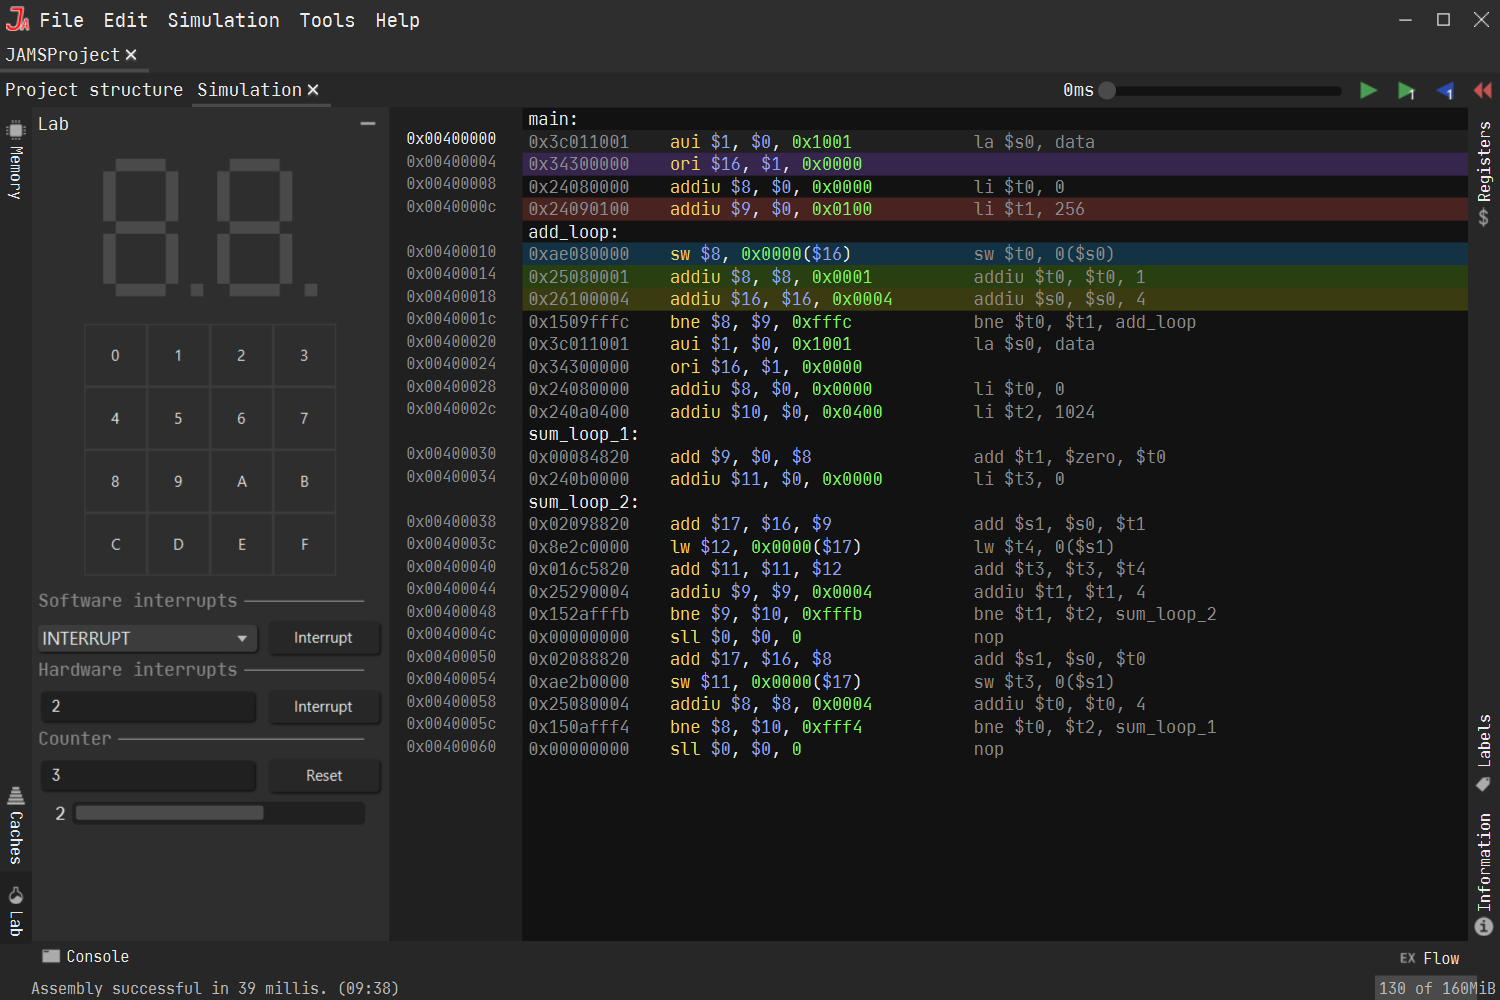 File Edit Simulation Tools Help
JAMSProject
Project structure Simulation
0ms
1 1
Memory
Caches
Lab
Lab
8.8.
0 1 2 3
4 5 6 7
8 9 A B
C D E F
Software interrupts
INTERRUPT Interrupt
Hardware interrupts
2 Interrupt
Counter
3 Reset
2
main:
0x00400000 0x3c011001 aui $1, $0, 0x1001 la $s0, data
0x00400004 0x34300000 ori $16, $1, 0x0000
0x00400008 0x24080000 addiu $8, $0, 0x0000 li $t0, 0
0x0040000c 0x24090100 addiu $9, $0, 0x0100 li $t1, 256
add_loop:
0x00400010 0xae080000 sw $8, 0x0000($16) sw $t0, 0($s0)
0x00400014 0x25080001 addiu $8, $8, 0x0001 addiu $t0, $t0, 1
0x00400018 0x26100004 addiu $16, $16, 0x0004 addiu $s0, $s0, 4
0x0040001c 0x1509fffc bne $8, $9, 0xfffc bne $t0, $t1, add_loop
0x00400020 0x3c011001 aui $1, $0, 0x1001 la $s0, data
0x00400024 0x34300000 ori $16, $1, 0x0000
0x00400028 0x24080000 addiu $8, $0, 0x0000 li $t0, 0
0x0040002c 0x240a0400 addiu $10, $0, 0x0400 li $t2, 1024
sum_loop_1:
0x00400030 0x00084820 add $9, $0, $8 add $t1, $zero, $t0
0x00400034 0x240b0000 addiu $11, $0, 0x0000 li $t3, 0
sum_loop_2:
0x00400038 0x02098820 add $17, $16, $9 add $s1, $s0, $t1
0x0040003c 0x8e2c0000 lw $12, 0x0000($17) lw $t4, 0($s1)
0x00400040 0x016c5820 add $11, $11, $12 add $t3, $t3, $t4
0x00400044 0x25290004 addiu $9, $9, 0x0004 addiu $t1, $t1, 4
0x00400048 0x152afffb bne $9, $10, 0xfffb bne $t1, $t2, sum_loop_2
0x0040004c 0x00000000 sll $0, $0, 0 nop
0x00400050 0x02088820 add $17, $16, $8 add $s1, $s0, $t0
0x00400054 0xae2b0000 sw $11, 0x0000($17) sw $t3, 0($s1)
0x00400058 0x25080004 addiu $8, $8, 0x0004 addiu $t0, $t0, 4
0x0040005c 0x150afff4 bne $8, $10, 0xfff4 bne $t0, $t2, sum_loop_1
0x00400060 0x00000000 sll $0, $0, 0 nop
$ Registers
Labels
Information
Console
EX Flow
Assembly successful in 39 millis. (09:38)
130 of 160MiB